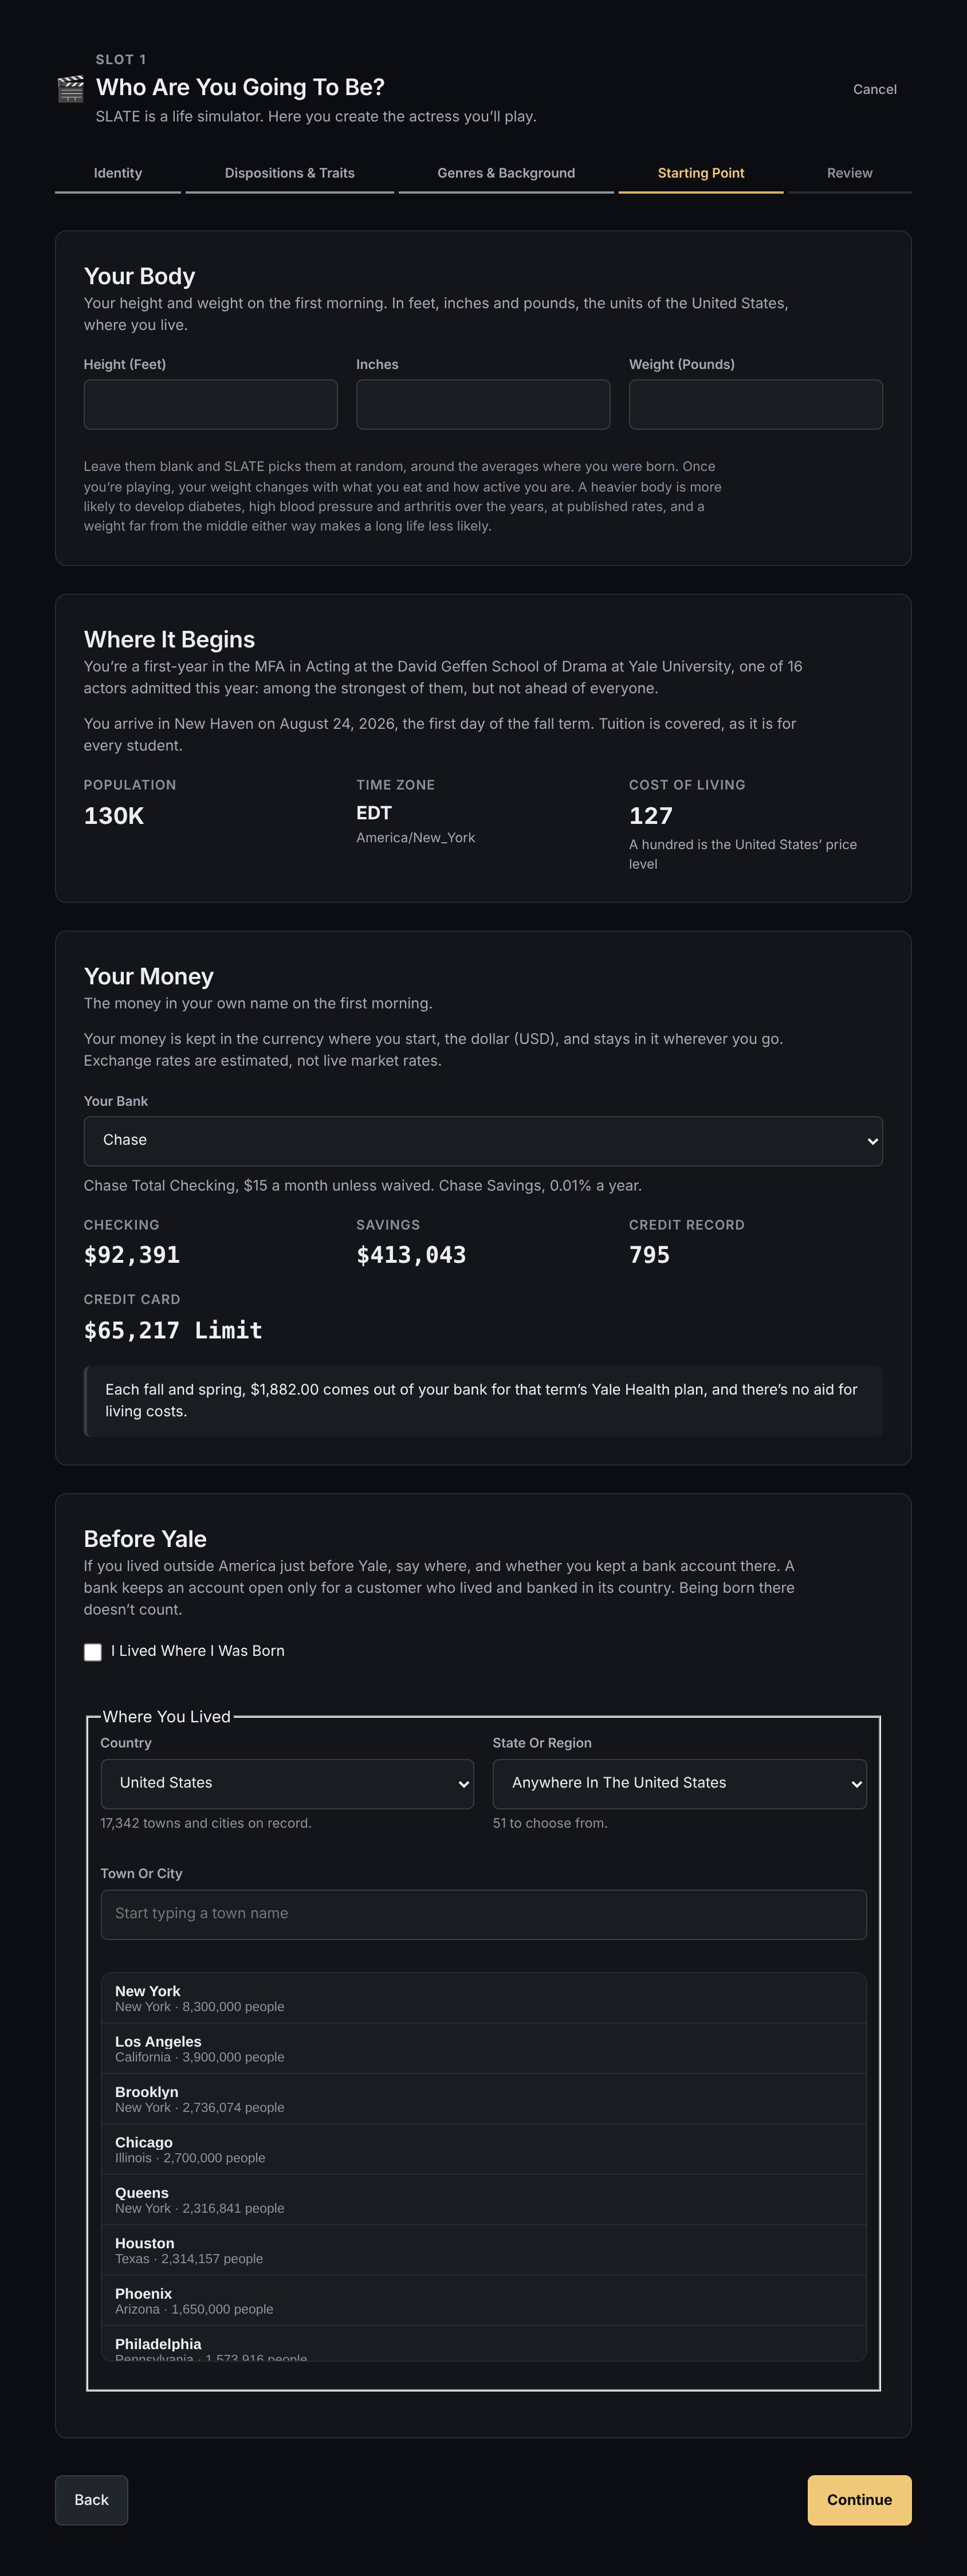 SLOT 1
Who Are You Going To Be?
SLATE is a life simulator. Here you create the actress you’ll play.
Cancel
Identity
Dispositions & Traits
Genres & Background
Starting Point
Review
Your Body
Your height and weight on the first morning. In feet, inches and pounds, the units of the United States,
where you live.
Height (Feet)
Inches
Weight (Pounds)
Leave them blank and SLATE picks them at random, around the averages where you were born. Once
you’re playing, your weight changes with what you eat and how active you are. A heavier body is more
likely to develop diabetes, high blood pressure and arthritis over the years, at published rates, and a
weight far from the middle either way makes a long life less likely.
Where It Begins
You’re a first-year in the MFA in Acting at the David Geffen School of Drama at Yale University, one of 16
actors admitted this year: among the strongest of them, but not ahead of everyone.
You arrive in New Haven on August 24, 2026, the first day of the fall term. Tuition is covered, as it is for
every student.
POPULATION
130K
TIME ZONE
EDT
America/New_York
COST OF LIVING
127
A hundred is the United States’ price
level
Your Money
The money in your own name on the first morning.
Your money is kept in the currency where you start, the dollar (USD), and stays in it wherever you go.
Exchange rates are estimated, not live market rates.
Your Bank
Chase
Chase Total Checking, $15 a month unless waived. Chase Savings, 0.01% a year.
CHECKING
$92,391
SAVINGS
$413,043
CREDIT RECORD
795
CREDIT CARD
$65,217 Limit
Each fall and spring, $1,882.00 comes out of your bank for that term’s Yale Health plan, and there’s no aid for
living costs.
Before Yale
If you lived outside America just before Yale, say where, and whether you kept a bank account there. A
bank keeps an account open only for a customer who lived and banked in its country. Being born there
doesn’t count.
I Lived Where I Was Born
Where You Lived
Country
United States
17,342 towns and cities on record.
State Or Region
Anywhere In The United States
51 to choose from.
Town Or City
Start typing a town name
New York
New York · 8,300,000 people
Los Angeles
California · 3,900,000 people
Brooklyn
New York · 2,736,074 people
Chicago
Illinois · 2,700,000 people
Queens
New York · 2,316,841 people
Houston
Texas · 2,314,157 people
Phoenix
Arizona · 1,650,000 people
Philadelphia
Pennsylvania · 1,573,916 people
Back
Continue